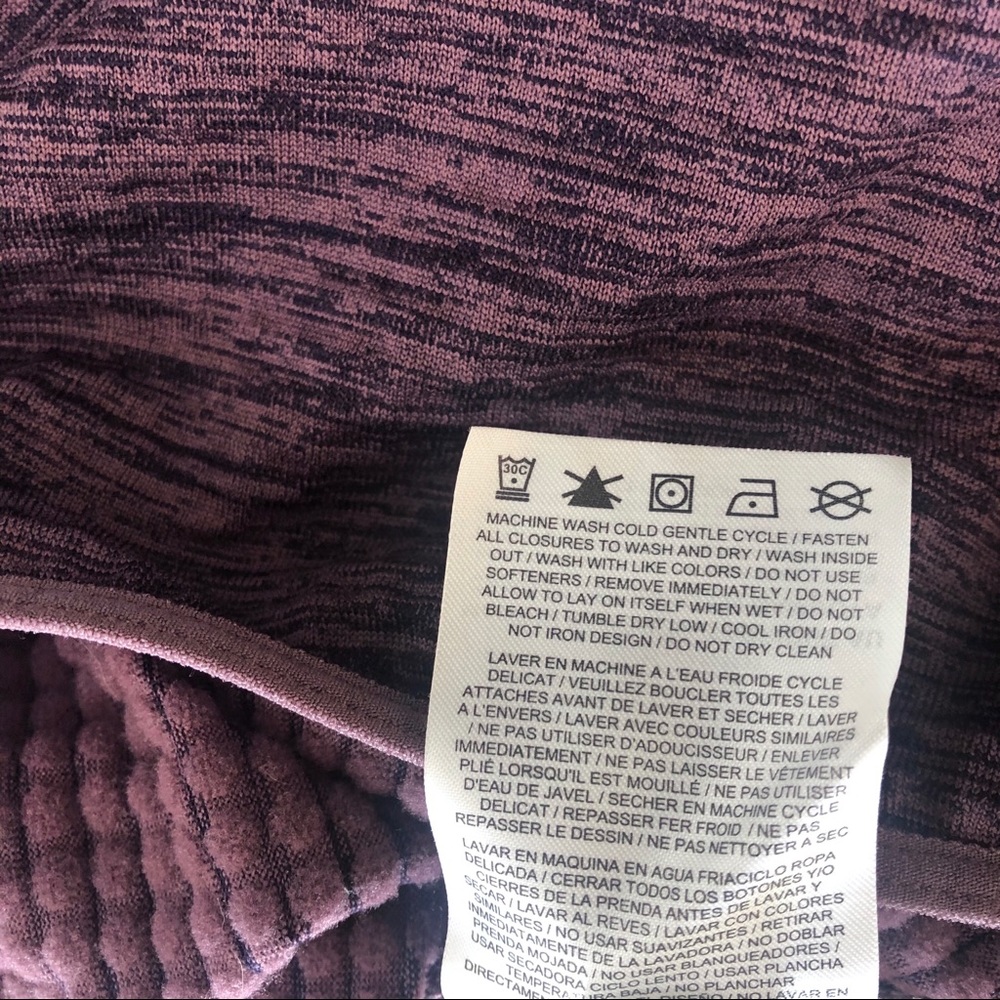 30C
MACHINE WASH COLD GENTLE CYCLE / FASTEN
ALL CLOSURES TO WASH AND DRY / WASH INSIDE
OUT / WASH WITH LIKE COLORS / DO NOT USE
SOFTENERS / REMOVE IMMEDIATELY / DO NOT
ALLOW TO LAY ON ITSELF WHEN WET / DO NOT
BLEACH / TUMBLE DRY LOW / COOL IRON / DO
NOT IRON DESIGN / DO NOT DRY CLEAN
LAVER EN MACHINE A L'EAU FROIDE CYCLE
DELICAT / VEUILLEZ BOUCLER TOUTES LES
ATTACHES AVANT DE LAVER ET SECHER / LAVER
A L'ENVERS / LAVER AVEC COULEURS SIMILAIRES
/ NE PAS UTILISER D'ADOUCISSEUR / ENLEVER
IMMEDIATEMENT / NE PAS LAISSER LE VÉTEMENT
PLIÉ LORSQU'IL EST MOUILLÉ / NE PAS UTILISER
D'EAU DE JAVEL / SECHER EN MACHINE CYCLE
DELICAT / REPASSER FER FROID / NE PAS
REPASSER LE DESSIN / NE PAS NETTOYER A SEC
LAVAR EN MAQUINA EN AGUA FRIACICLO ROPA
DELICADA / CERRAR TODOS LOS BOTONES Y/O
CIERRES DE LA PRENDA ANTES DE LAVAR Y
SECAR / LAVAR AL REVES / LAVAR CON COLORES
SIMILARES / NO USAR SUAVIZANTES / RETIRAR
INMEDIATAMENTE DE LA LAVADORA / NO DOBLAR
PRENDA MOJADA / NO USAR BLANQUEADORES /
USAR SECADORA CICLO LENTO / USAR PLANCHA
TEMPERATURA BAJA / NO PLANCHAR
DISEÑO / NO LAVAR EN